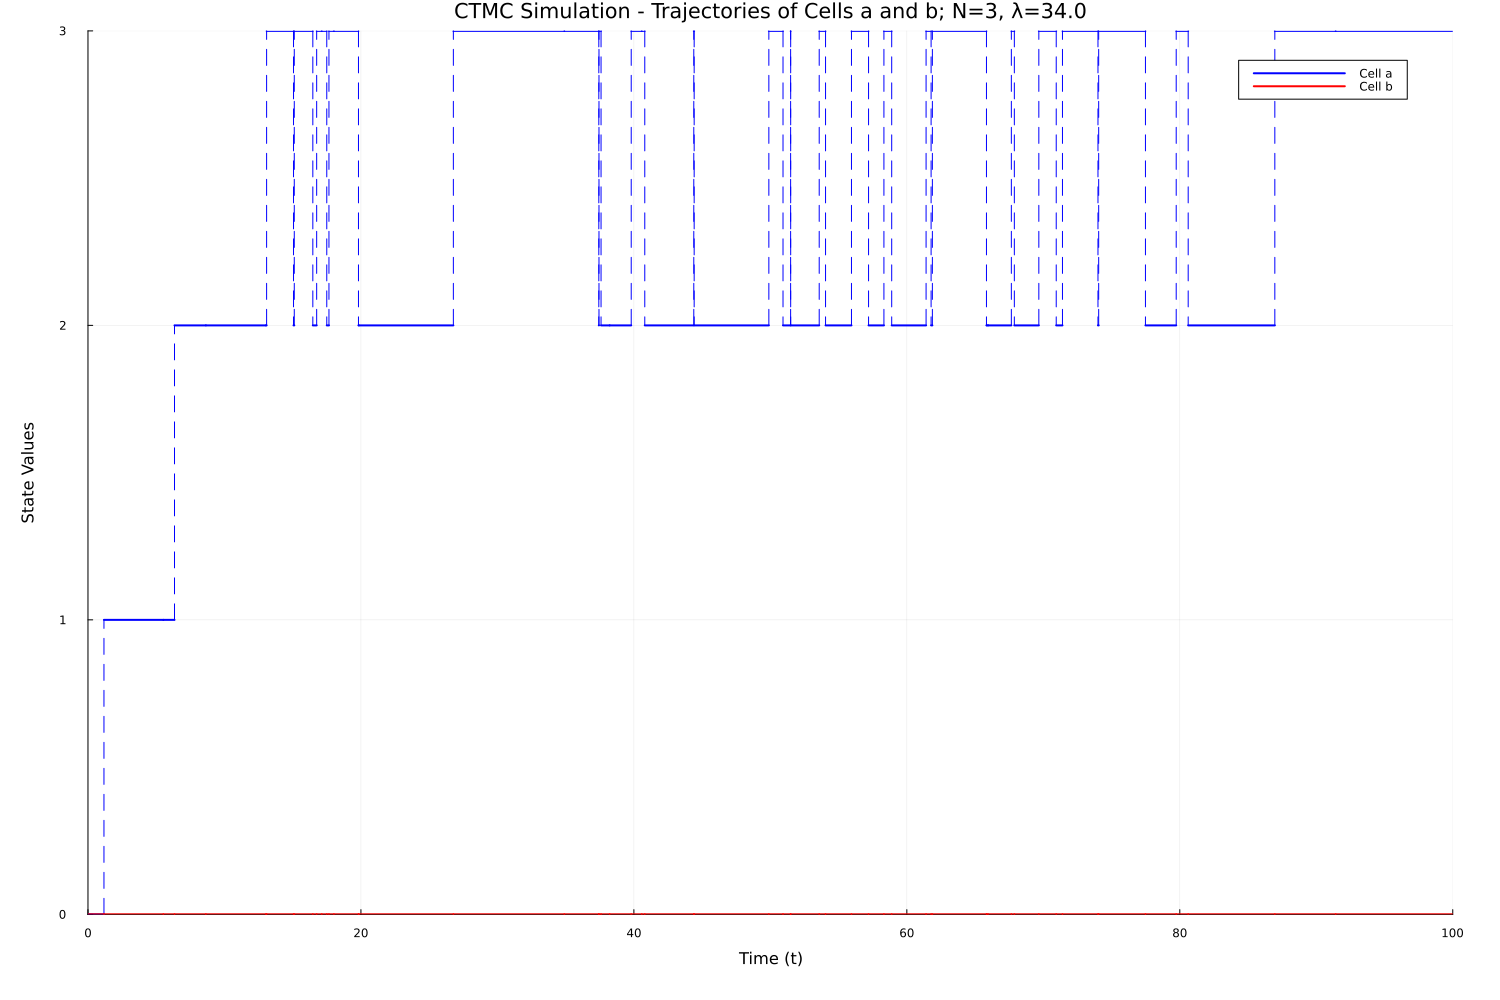 CTMC Simulation - Trajectories of Cells a and b; N=3, λ=34.0
3
Cell a
Cell b
2
State Values
1
0
0 20 40 60 80 100
Time (t)